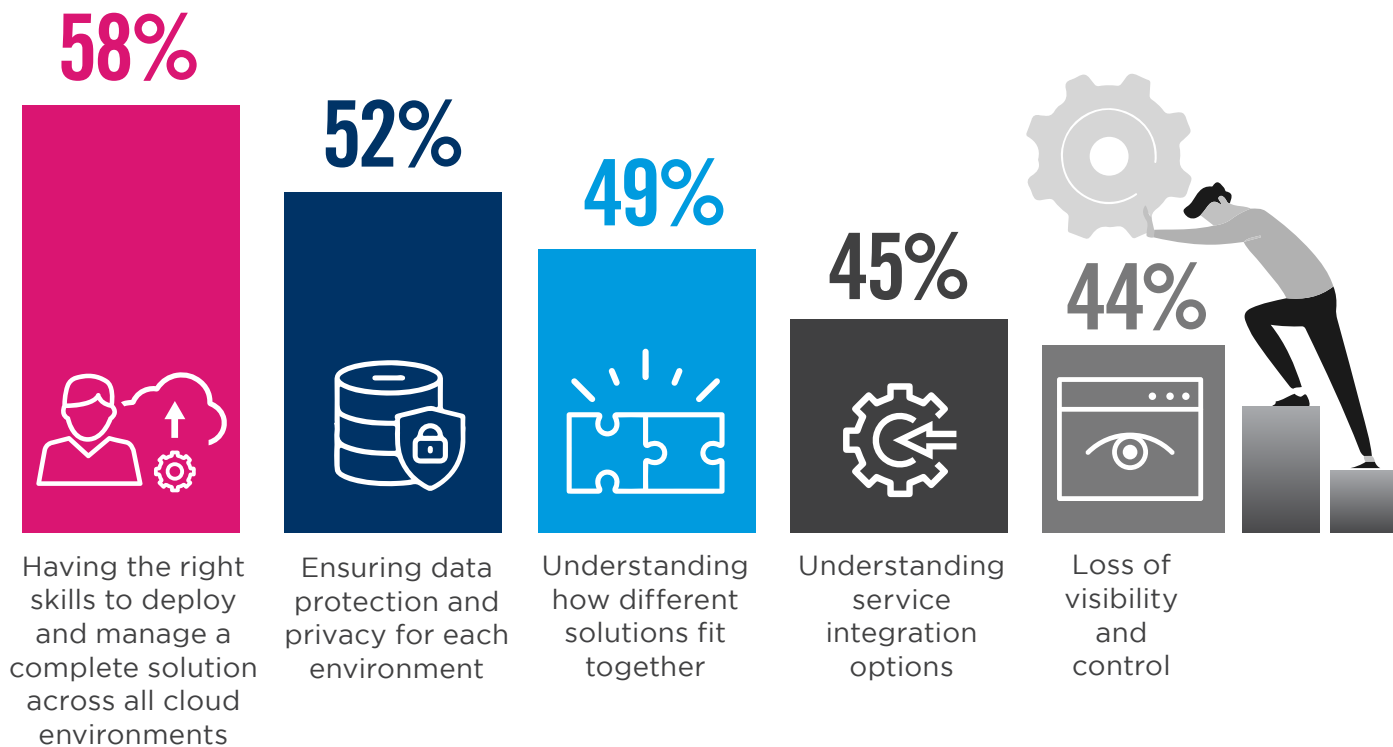 58%
Having the right
skills to deploy
and manage a
complete solution
across all cloud
environments
52%
Ensuring data
protection and
privacy for each
environment
49%
Understanding
how different
solutions fit
together
45%
Understanding
service
integration
options
44%
Loss of
visibility
and
control